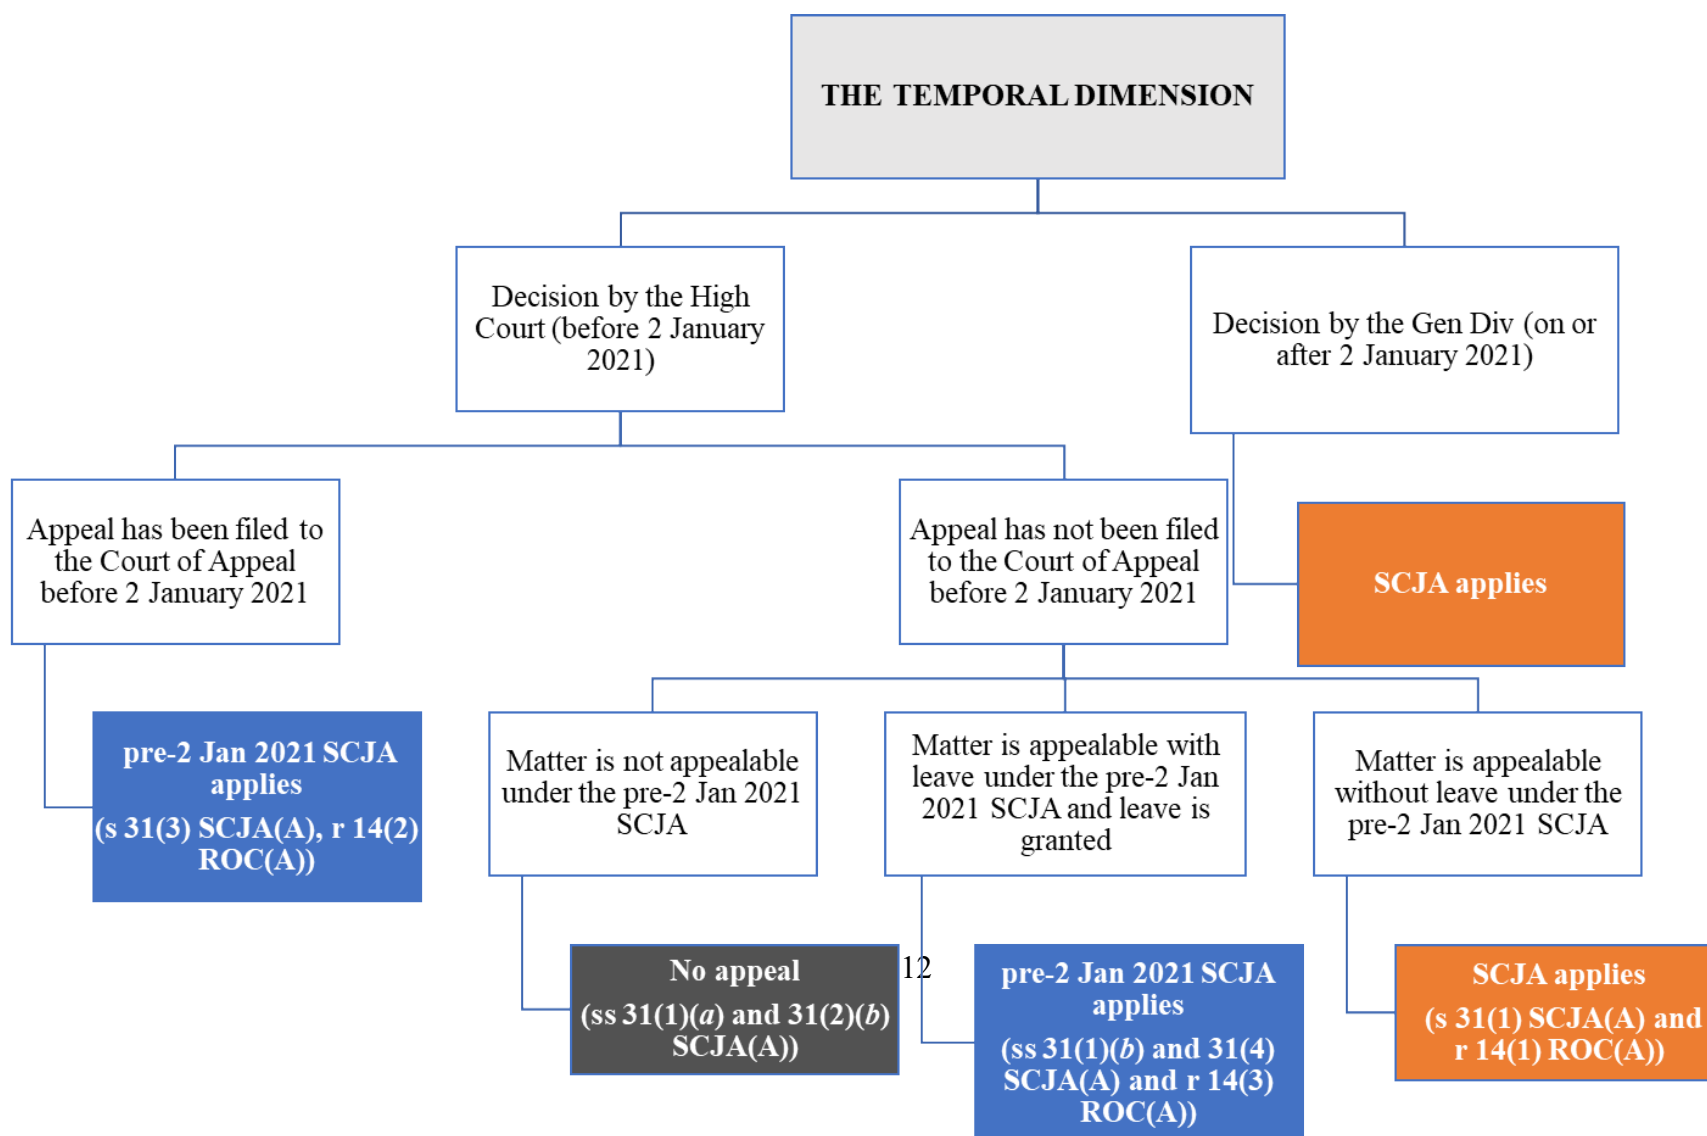 THE TEMPORAL DIMENSION
Decision by the High
Court (before 2 January
2021)
Decision by the Gen Div (on or
after 2 January 2021)
Appeal has been filed to
the Court of Appeal
before 2 January 2021
Appeal has not been filed
to the Court of Appeal
before 2 January 2021
SCJA applies
pre-2 Jan 2021 SCJA
applies
(s 31(3) SCJA(A), r 14(2)
ROC(A))
Matter is not appealable
under the pre-2 Jan 2021
SCJA
Matter is appealable with
leave under the pre-2 Jan
2021 SCJA and leave is
granted
Matter is appealable
without leave under the
pre-2 Jan 2021 SCJA
No appeal
(ss 31(1)(a) and 31(2)(b)
SCJA(A))
12
pre-2 Jan 2021 SCJA
applies
(ss 31(1)(b) and 31(4)
SCJA(A) and r 14(3)
ROC(A))
SCJA applies
(s 31(1) SCJA(A) and
r 14(1) ROC(A))